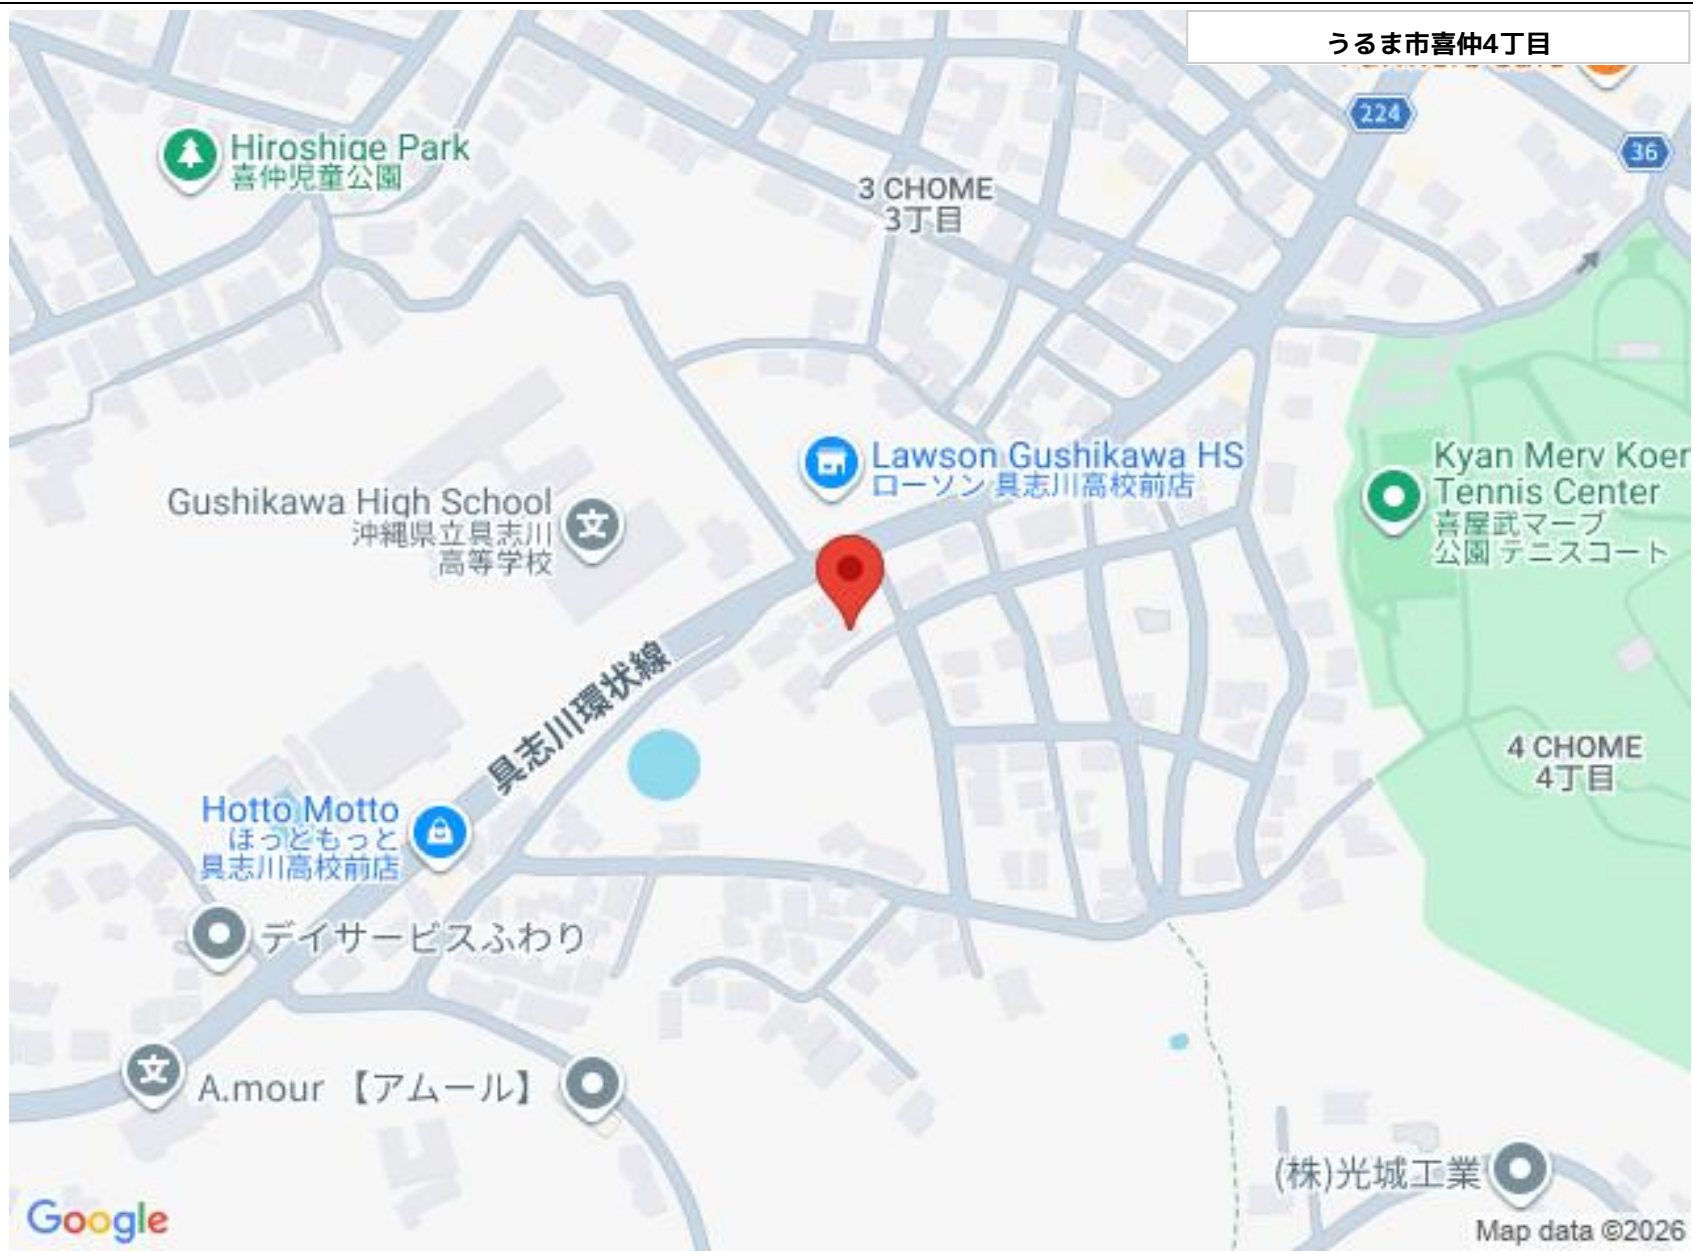 うるま市喜仲4丁目
224
36
Hiroshige Park
喜仲児童公園
3 CHOME
3丁目
Lawson Gushikawa HS
ローソン 具志川高校前店
Gushikawa High School
沖縄県立具志川
高等学校
Kyan Merv Koen
Tennis Center
喜屋武マーブ
公園 テニスコート
具志川環状線
4 CHOME
4丁目
Hotto Motto
ほっともっと
具志川高校前店
デイサービスふわり
A.mour 【アムール】
(株)光城工業
Google
Map data ©2026